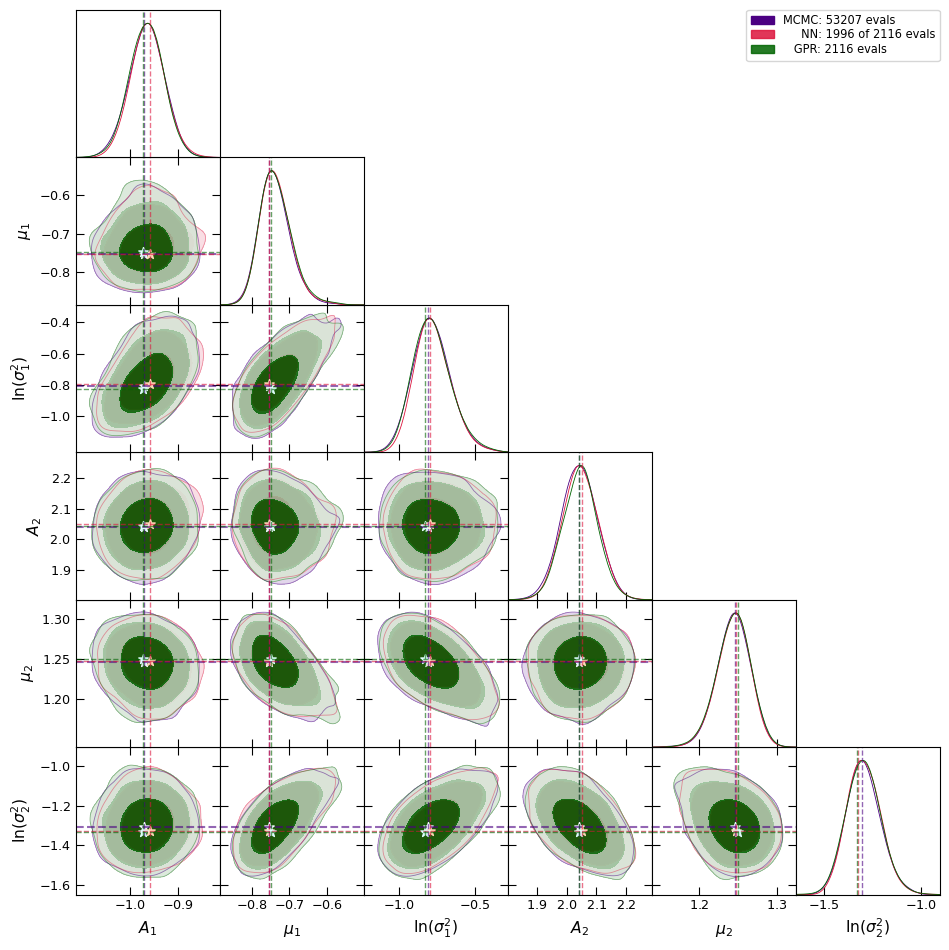 MCMC: 53207 evals
NN: 1996 of 2116 evals
GPR: 2116 evals
−0.6
−0.7
−0.8
μ₁
−0.4
−0.6
−0.8
−1.0
ln(σ₁²)
2.2
2.1
2.0
1.9
A₂
1.30
1.25
1.20
μ₂
−1.0
−1.2
−1.4
−1.6
ln(σ₂²)
−1.0 −0.9 −0.8 −0.7 −0.6 −1.0 −0.5 1.9 2.0 2.1 2.2 1.2 1.3 −1.5 −1.0
A₁ μ₁ ln(σ₁²) A₂ μ₂ ln(σ₂²)